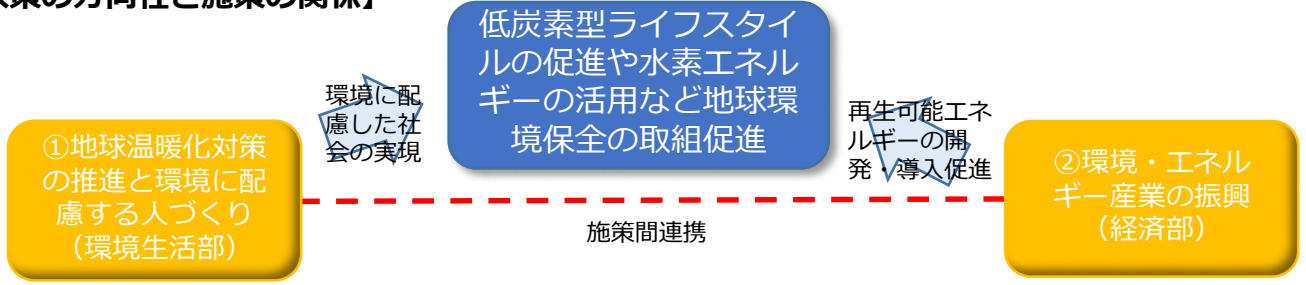 策の方向性と施策の関係】
低炭素型ライフスタイ
ルの促進や水素エネル
ギーの活用など地球環
境保全の取組促進
環境に配
慮した社
会の実現
再生可能エネ
ルギーの開
発・導入促進
①地球温暖化対策
の推進と環境に配
慮する人づくり
（環境生活部）
②環境・エネル
ギー産業の振興
（経済部）
施策間連携